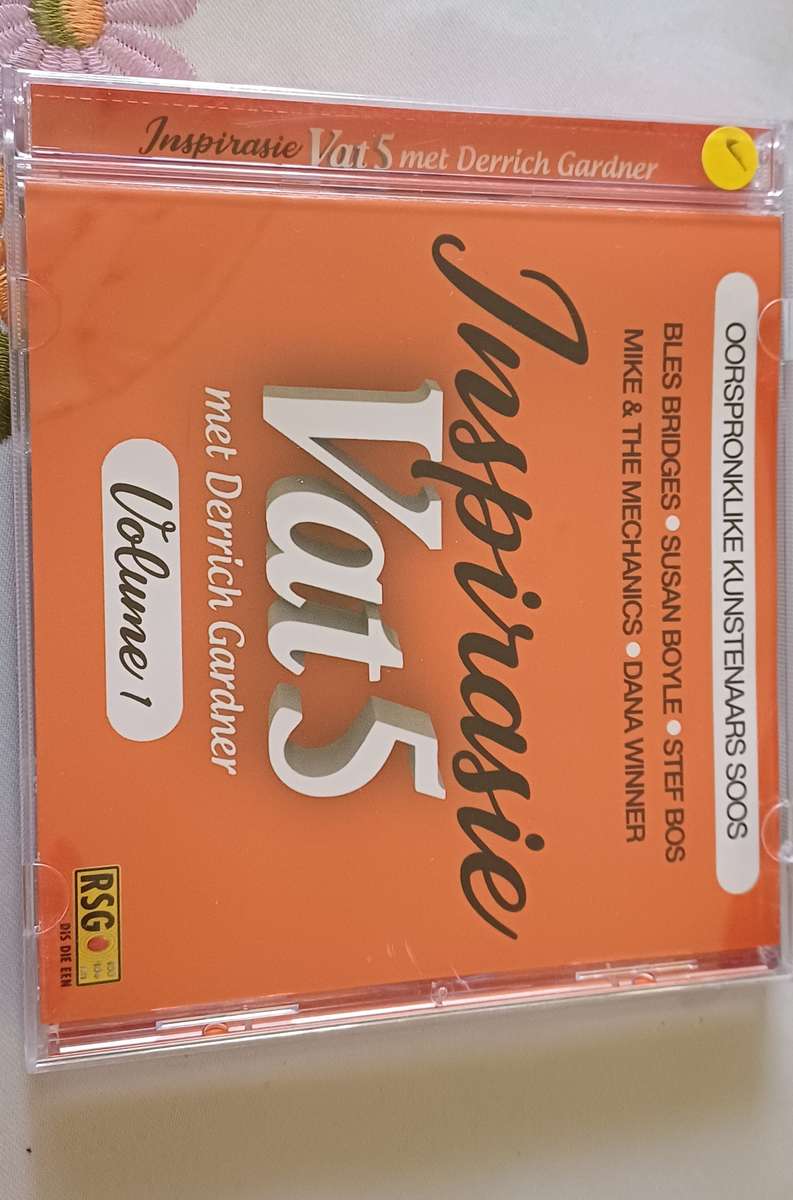 OORSPRONKLIKE KUNSTENAARS SOOS
BLES BRIDGES • SUSAN BOYLE • STEF BOS
MIKE & THE MECHANICS • DANA WINNER
Inspirasie
Vat 5
met Derrich Gardner
Volume 1
RSG
DIS DIE EEN
Inspirasie Vat 5 met Derrich Gardner